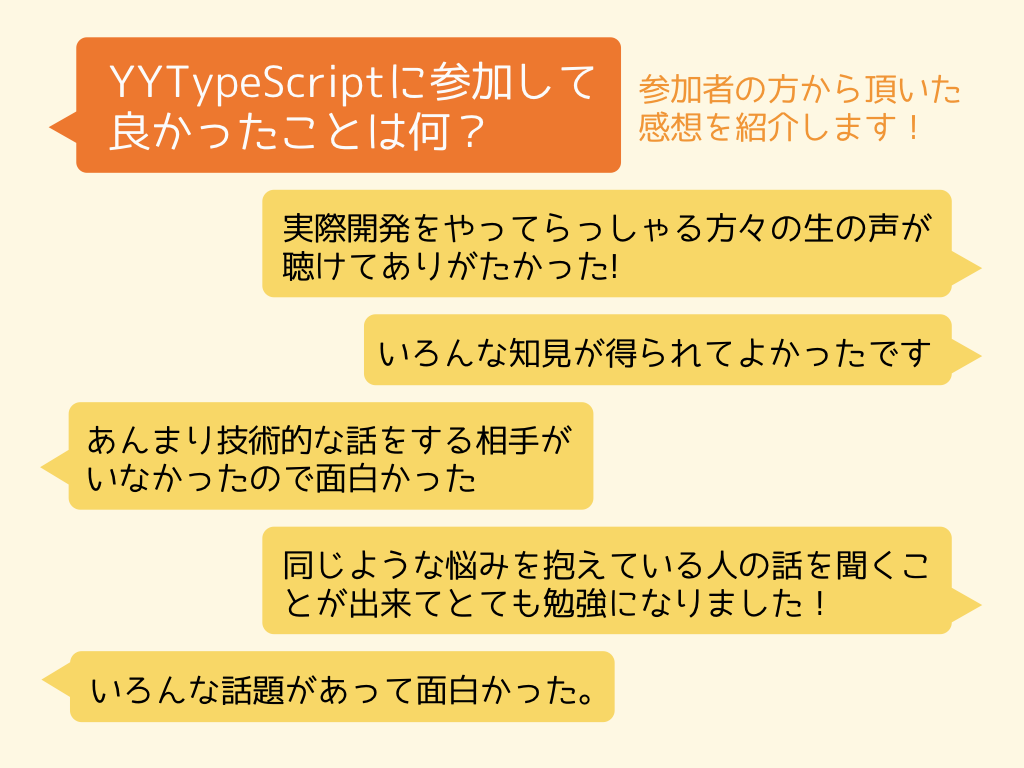 YYTypeScriptに参加して
良かったことは何？
参加者の方から頂いた
感想を紹介します！
実際開発をやってらっしゃる方々の生の声が
聴けてありがたかった!
いろんな知見が得られてよかったです
あんまり技術的な話をする相手が
いなかったので面白かった
同じような悩みを抱えている人の話を聞くこ
とが出来てとても勉強になりました！
いろんな話題があって面白かった。